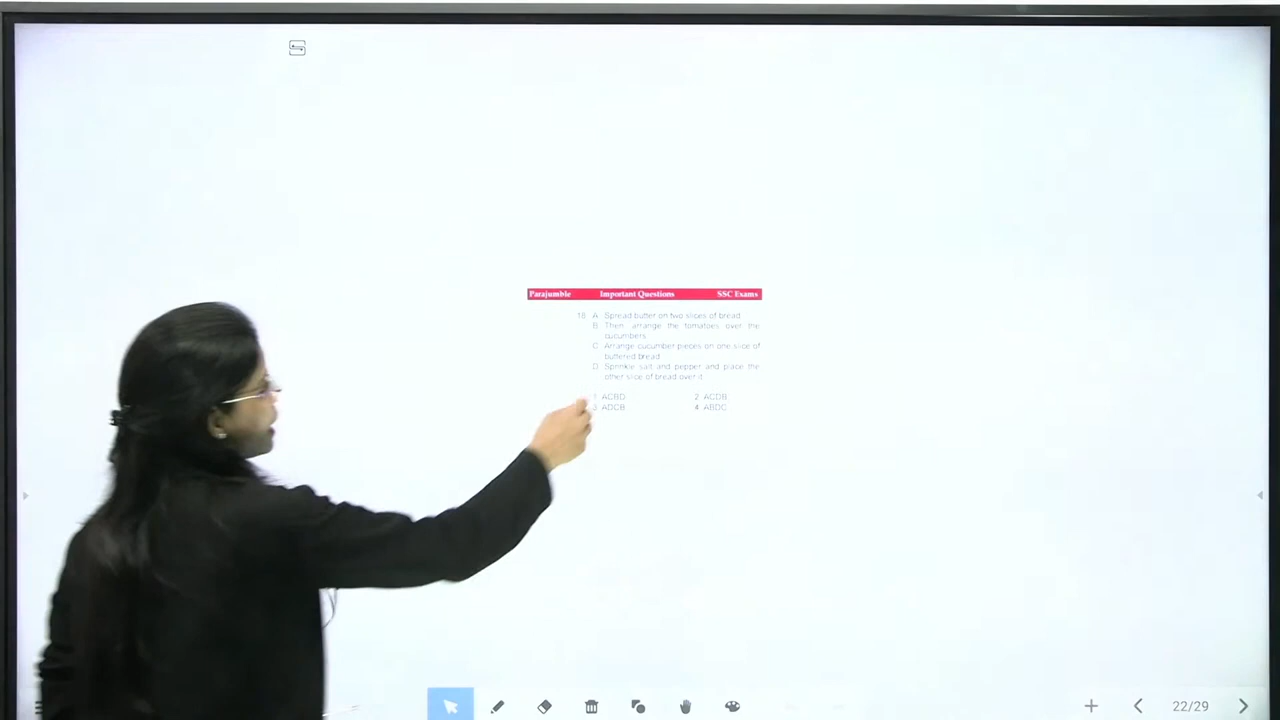 Parajumble Important Questions SSC Exams
18 A Spread butter on two slices of bread
B Then, arrange the tomatoes over the
cucumbers
C Arrange cucumber pieces on one slice of
buttered bread
D Sprinkle salt and pepper and place the
other slice of bread over it
1 ACBD 2 ACDB
3 ADCB 4 ABDC
22/29